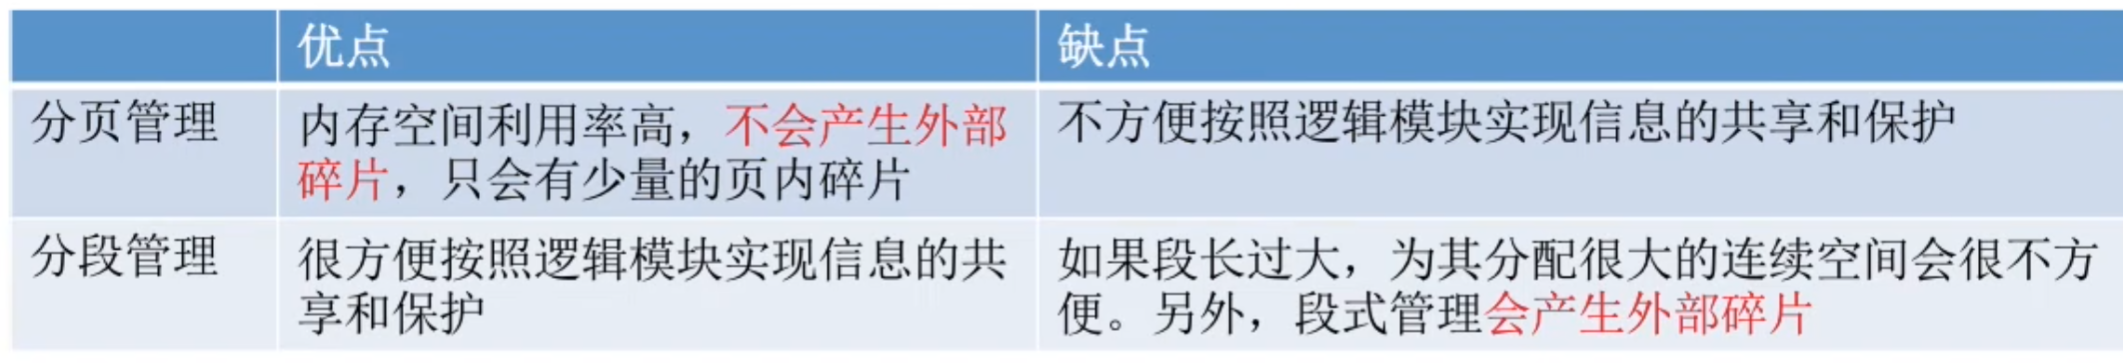 优点
缺点
分页管理
内存空间利用率高，不会产生外部
碎片，只会有少量的页内碎片
不方便按照逻辑模块实现信息的共享和保护
分段管理
很方便按照逻辑模块实现信息的共
享和保护
如果段长过大，为其分配很大的连续空间会很不方
便。另外，段式管理会产生外部碎片